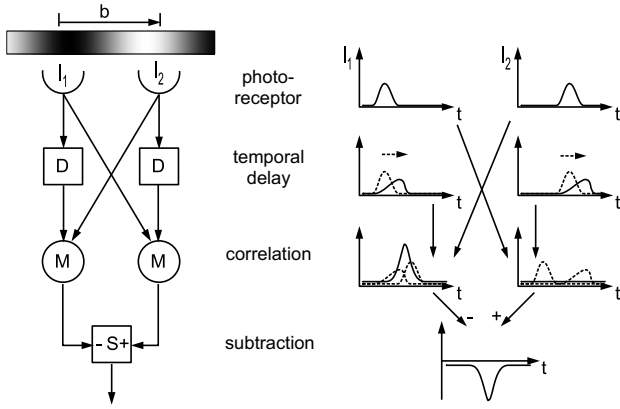 b
I1 I2
photo-
receptor
I1 t
I2 t
D D
temporal
delay
t t
M M
correlation
t t
- +
- S+
subtraction
t